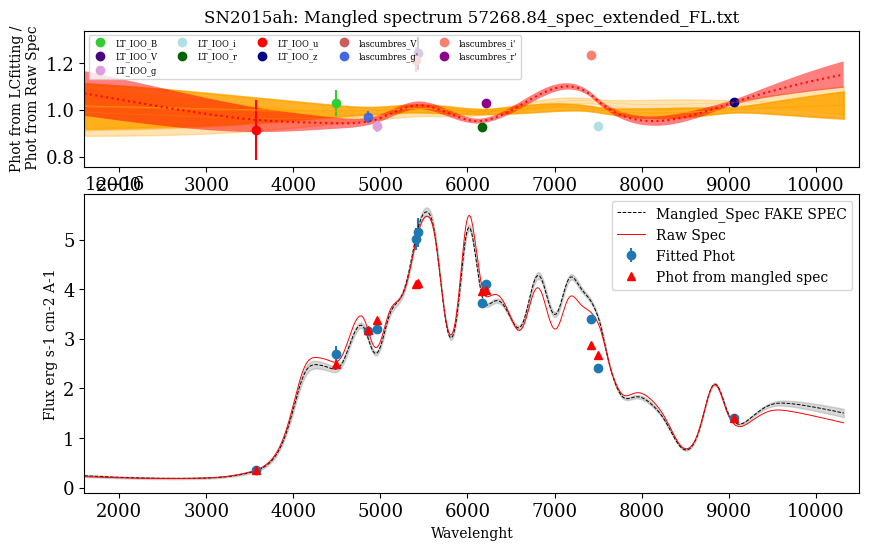 SN2015ah: Mangled spectrum 57268.84_spec_extended_FL.txt
Phot from LCfitting /
Phot from Raw Spec
LT_IOO_B LT_IOO_i LT_IOO_u lascumbres_V lascumbres_i'
LT_IOO_V LT_IOO_r LT_IOO_z lascumbres_g' lascumbres_r'
LT_IOO_g
1.2
1.0
0.8
2000 3000 4000 5000 6000 7000 8000 9000 10000
1e−16
Mangled_Spec FAKE SPEC
Raw Spec
Fitted Phot
Phot from mangled spec
Flux erg s-1 cm-2 A-1
5
4
3
2
1
0
2000 3000 4000 5000 6000 7000 8000 9000 10000
Wavelenght